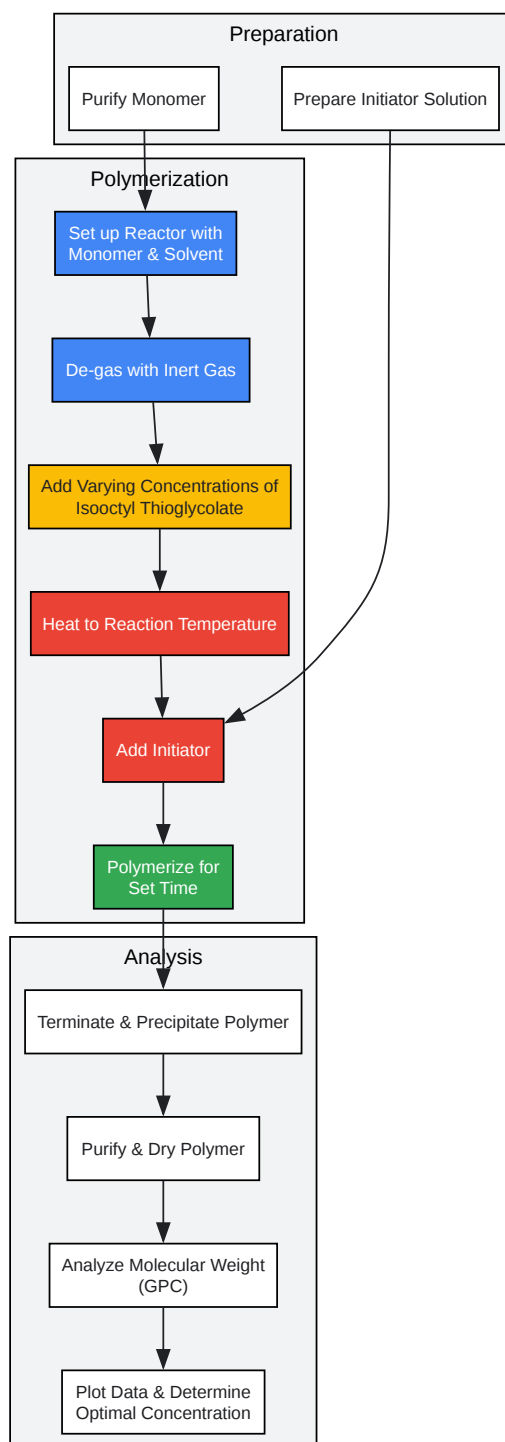 Preparation
Purify Monomer
Prepare Initiator Solution
Polymerization
Set up Reactor with
Monomer & Solvent
De-gas with Inert Gas
Add Varying Concentrations of
Isooctyl Thioglycolate
Heat to Reaction Temperature
Add Initiator
Polymerize for
Set Time
Analysis
Terminate & Precipitate Polymer
Purify & Dry Polymer
Analyze Molecular Weight
(GPC)
Plot Data & Determine
Optimal Concentration